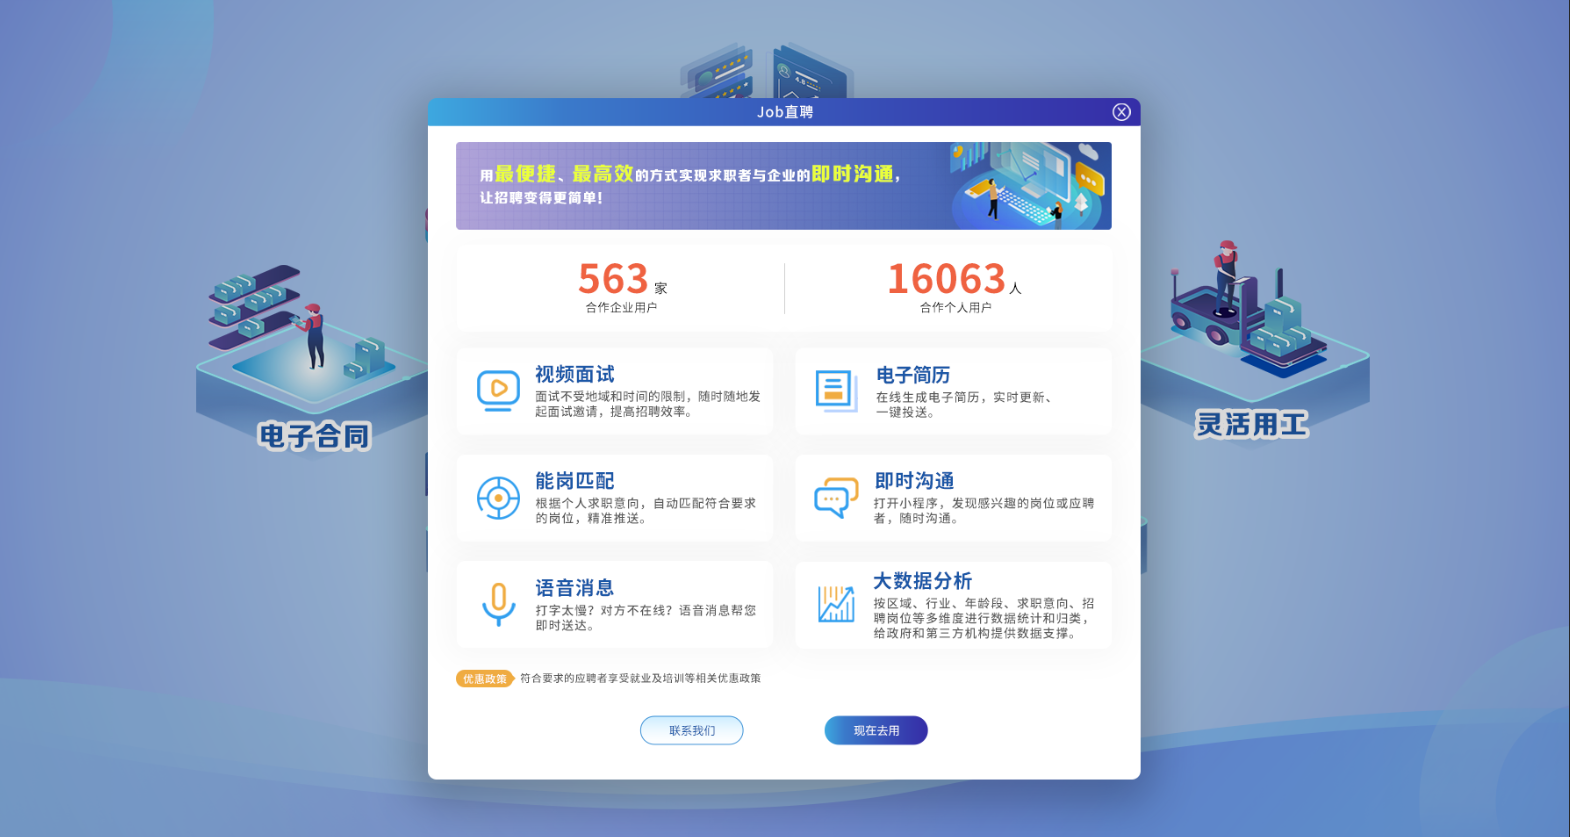 Job直聘
用最便捷、最高效的方式实现求职者与企业的即时沟通，
让招聘变得更简单！
563 家
合作企业用户
16063 人
合作个人用户
视频面试
面试不受地域和时间的限制，随时随地发
起面试邀请，提高招聘效率。
电子简历
在线生成电子简历，实时更新、
一键投送。
能岗匹配
根据个人求职意向，自动匹配符合要求
的岗位，精准推送。
即时沟通
打开小程序，发现感兴趣的岗位或应聘
者，随时沟通。
语音消息
打字太慢？对方不在线？语音消息帮您
即时送达。
大数据分析
按区域、行业、年龄段、求职意向、招
聘岗位等多维度进行数据统计和归类，
给政府和第三方机构提供数据支撑。
优惠政策 符合要求的应聘者享受就业及培训等相关优惠政策
联系我们
现在去用
电子合同
灵活用工
4.8